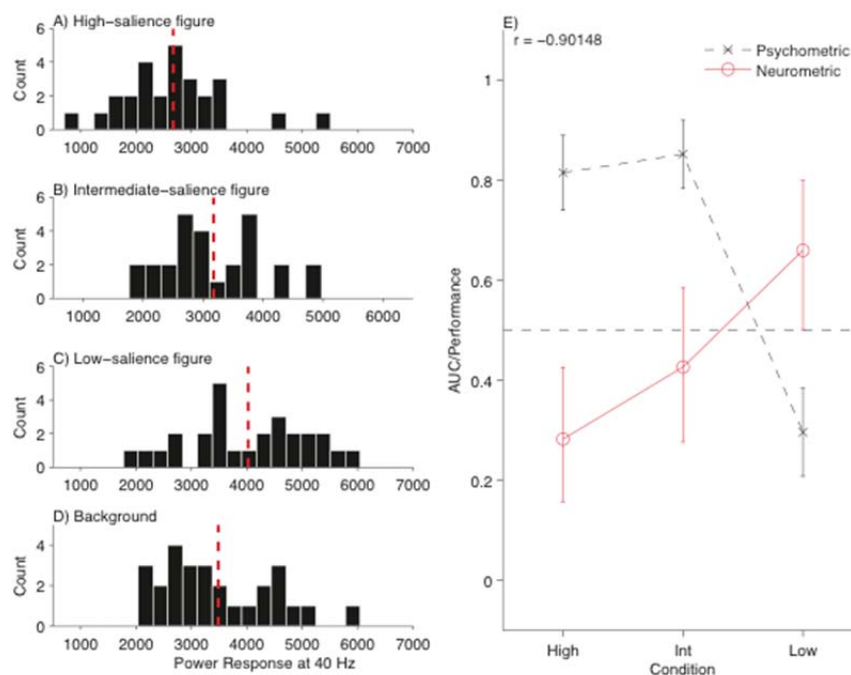 A) High−salience figure
6
4
2
0
Count
1000 2000 3000 4000 5000 6000 7000
B) Intermediate−salience figure
6
4
2
0
Count
1000 2000 3000 4000 5000 6000
C) Low−salience figure
6
4
2
0
Count
1000 2000 3000 4000 5000 6000 7000
D) Background
4
2
0
Count
1000 2000 3000 4000 5000 6000 7000
Power Response at 40 Hz
E)
r = −0.90148
Psychometric
Neurometric
1
0.8
0.6
0.4
0.2
0
AUC/Performance
High Int Low
Condition